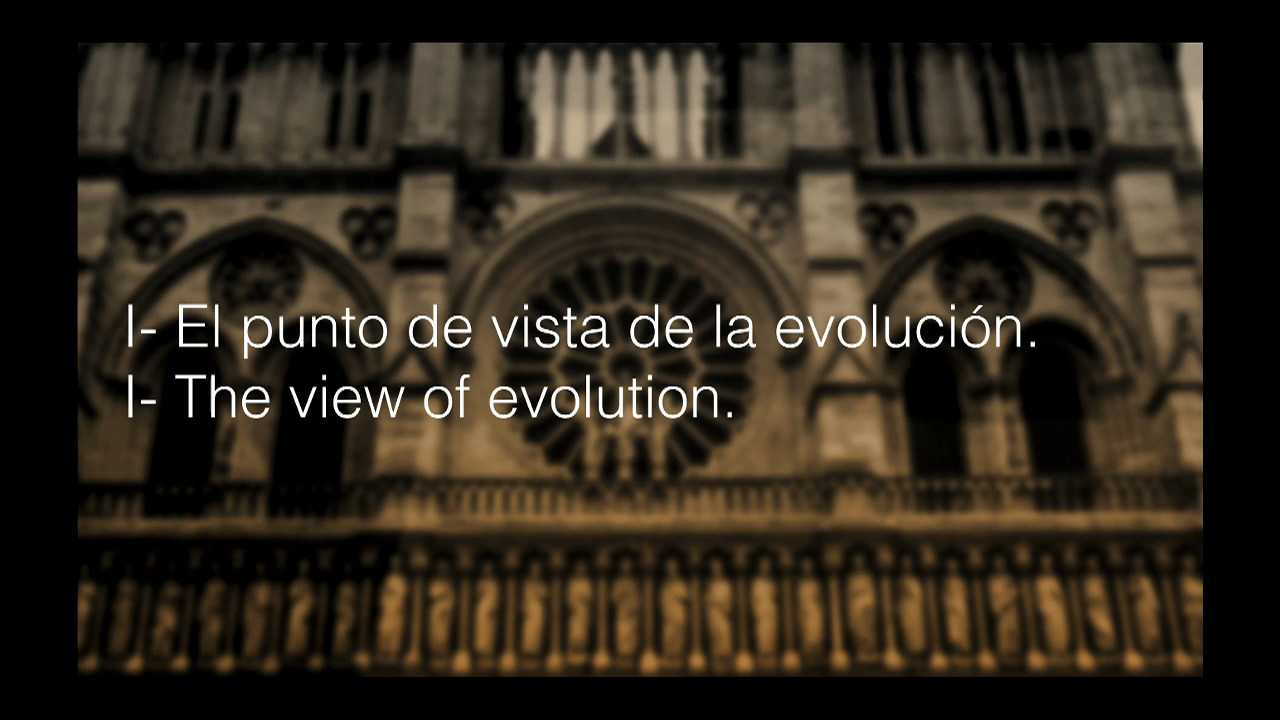 I- El punto de vista de la evolución.
I- The view of evolution.